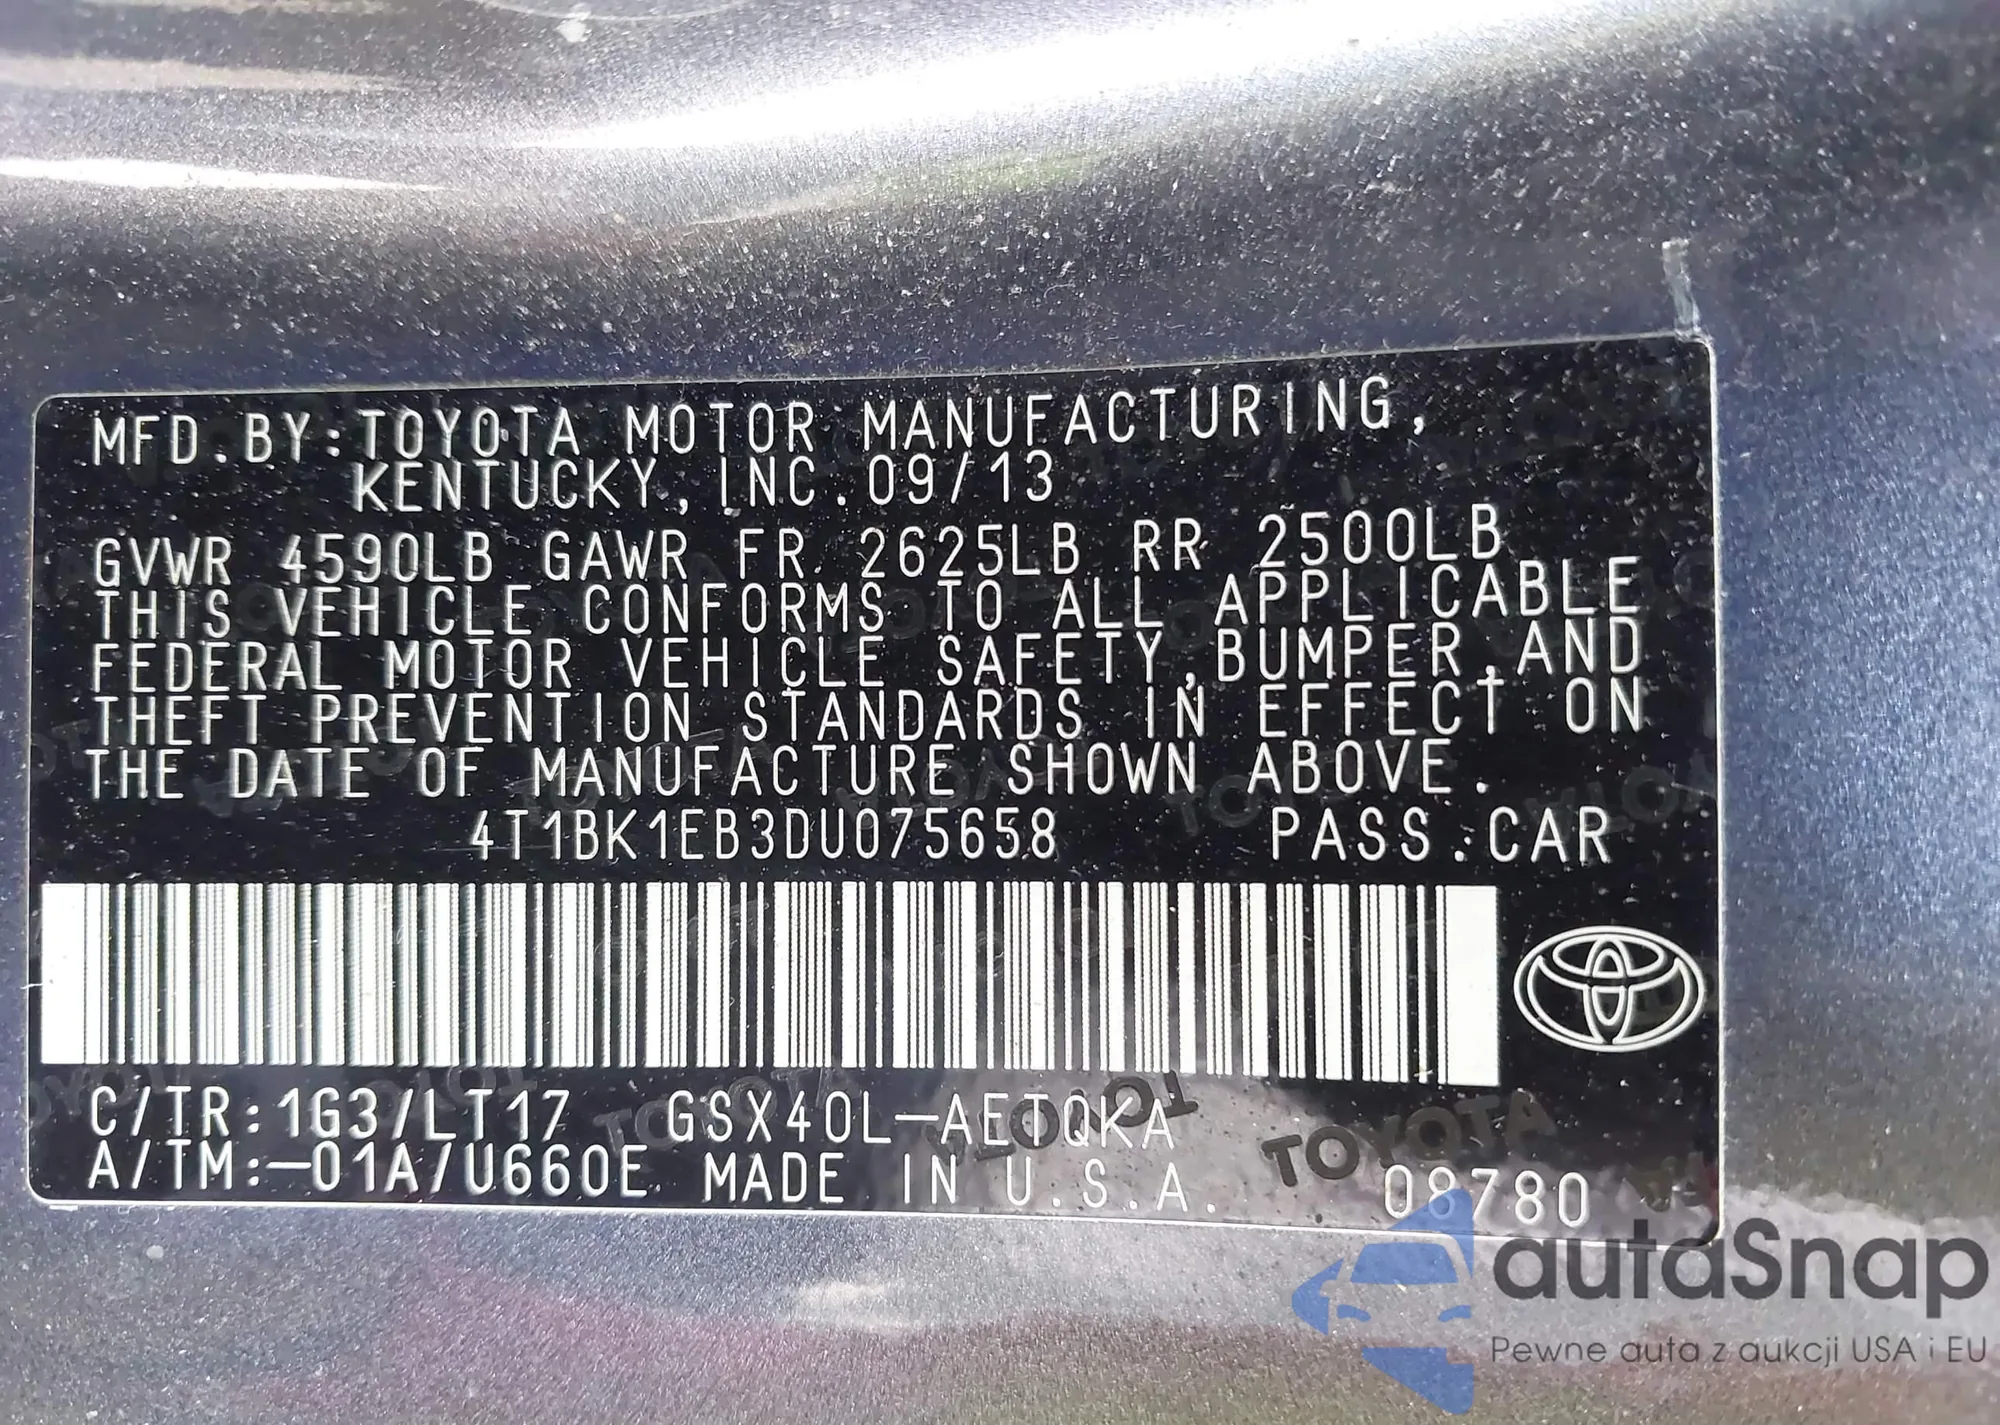 MFD.BY:TOYOTA MOTOR MANUFACTURING,
KENTUCKY, INC. 09/13
GVWR 4590LB GAWR FR 2625LB RR 2500LB
THIS VEHICLE CONFORMS TO ALL APPLICABLE
FEDERAL MOTOR VEHICLE SAFETY,BUMPER,AND
THEFT PREVENTION STANDARDS IN EFFECT ON
THE DATE OF MANUFACTURE SHOWN ABOVE.
4T1BK1EB3DU075658 PASS.CAR
C/TR:1G3/LT17 GSX40L-AETQKA
A/TM:-01A/U660E MADE IN U.S.A. 08780
TOYOTA
autaSnap
Pewne auta z aukcji USA i EU